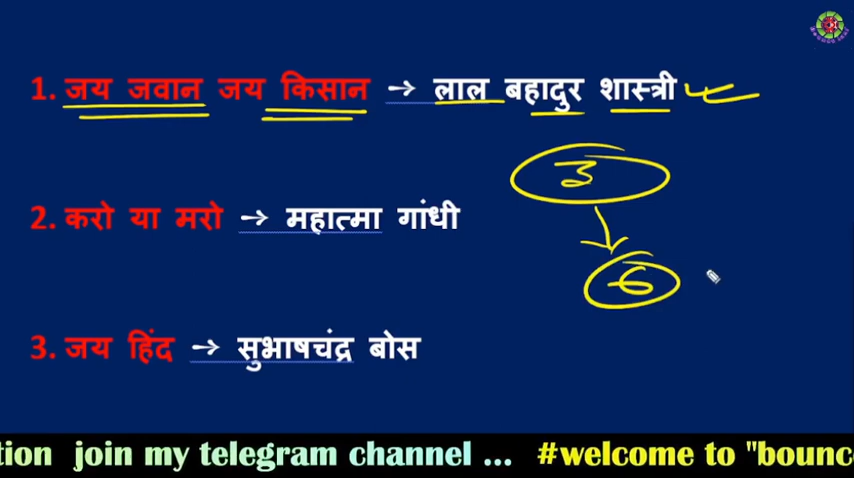 1. जय जवान जय किसान → लाल बहादुर शास्त्री
3
2. करो या मरो → महात्मा गांधी
6
3. जय हिंद → सुभाषचंद्र बोस
tion join my telegram channel ... #welcome to "bounc